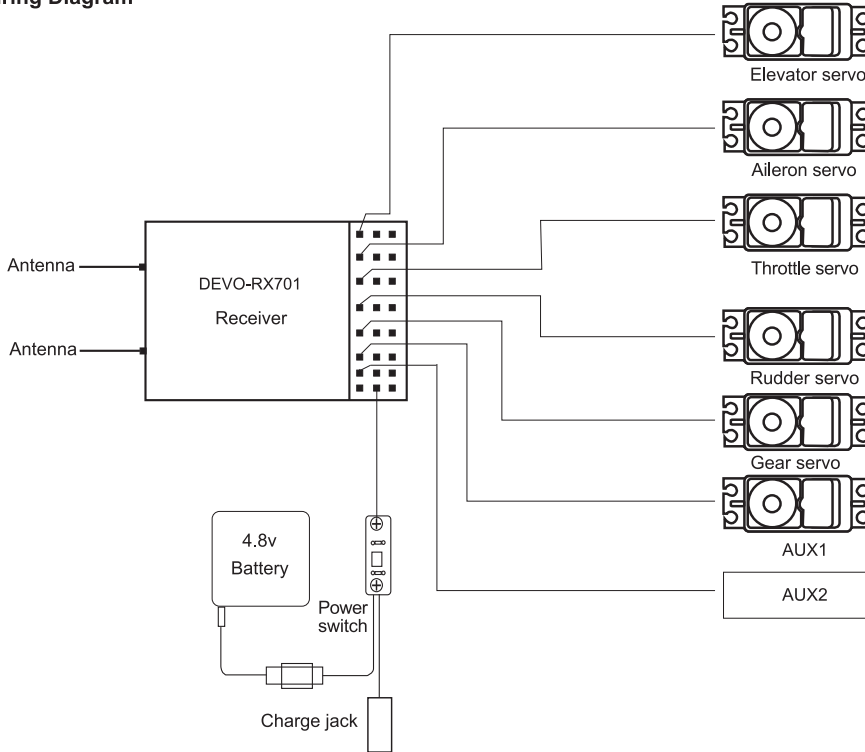 Diagram
Elevator servo
Aileron servo
Throttle servo
Antenna
DEVO-RX701
Receiver
Antenna
Rudder servo
Gear servo
4.8v
Battery
AUX1
AUX2
Power
switch
Charge jack